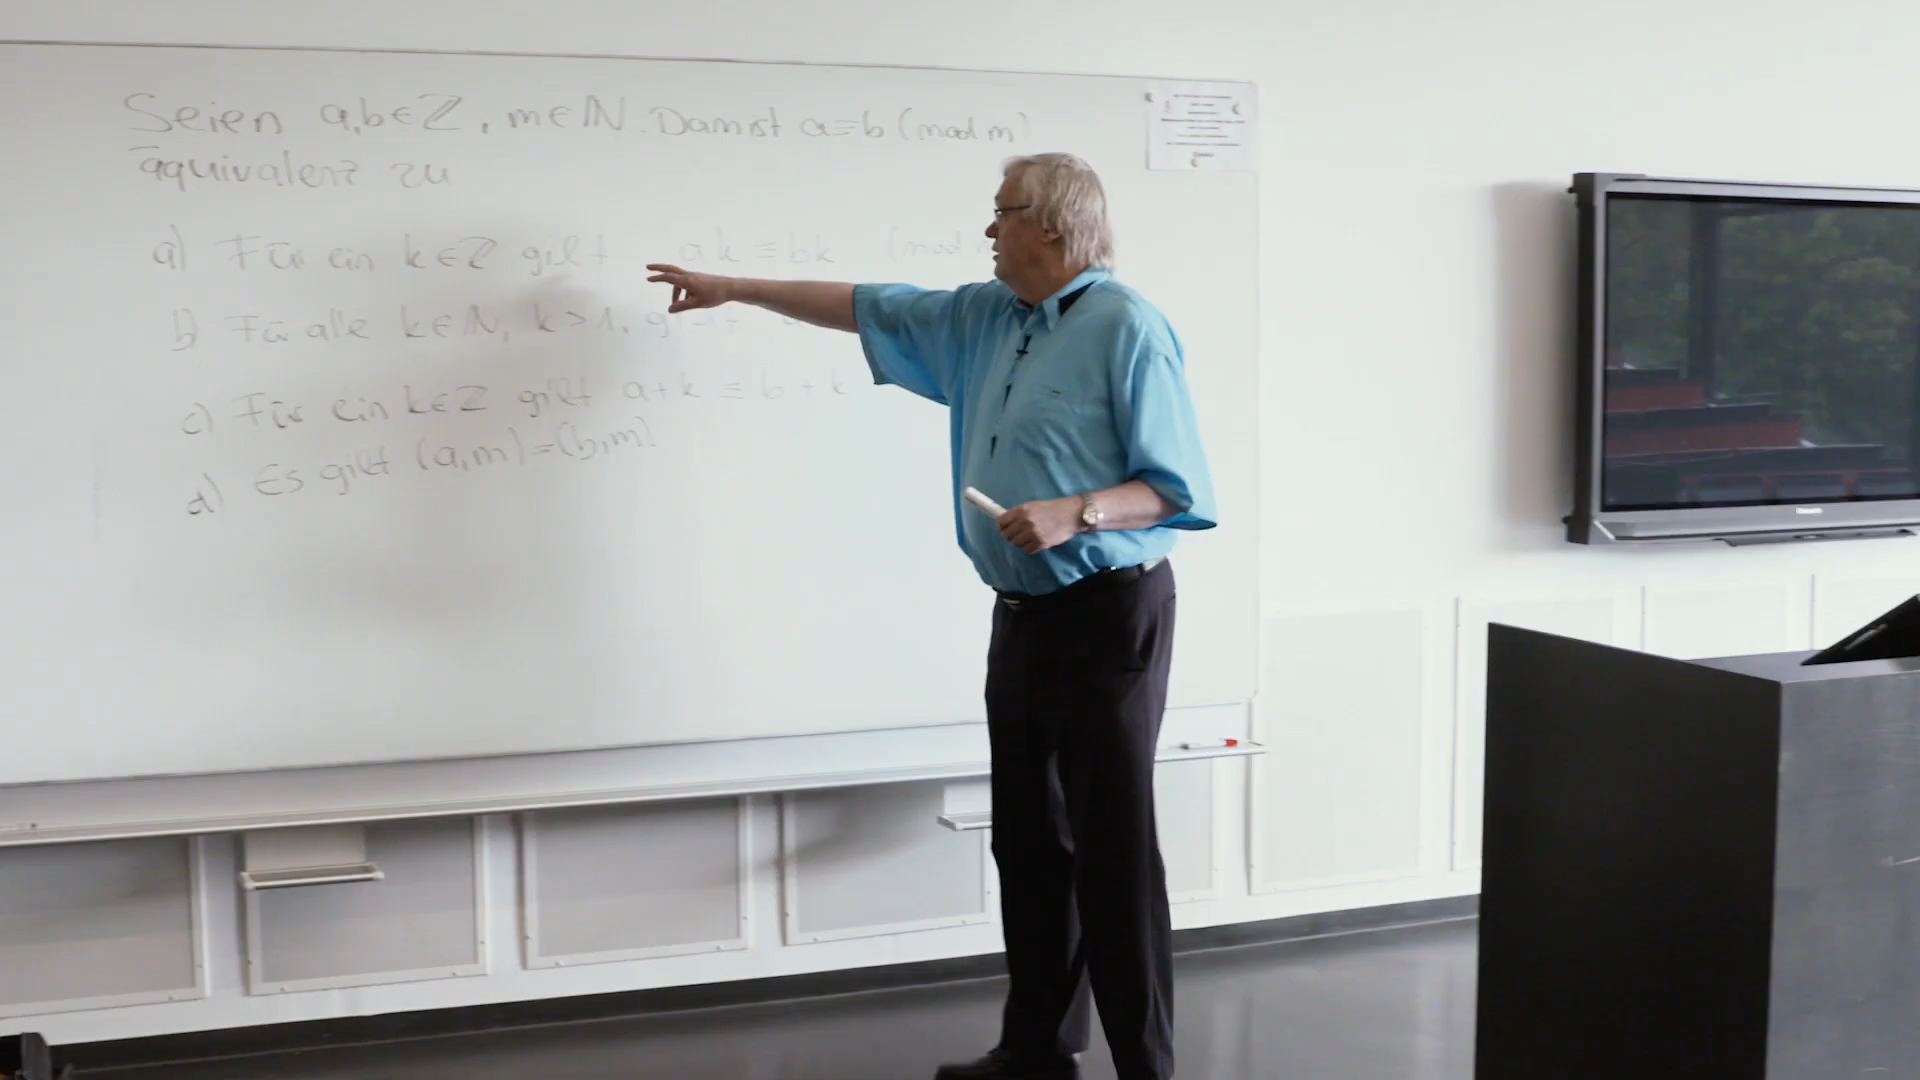 Seien a,b∈ℤ, m∈ℕ. Dann ist a≡b (mod m)
äquivalent zu
a) Für ein k∈ℤ gilt ak≡bk (mod
b) Für alle k∈ℕ, k>1, gilt a
c) Für ein k∈ℤ gilt a+k≡b+k
d) Es gilt (a,m)=(b,m)